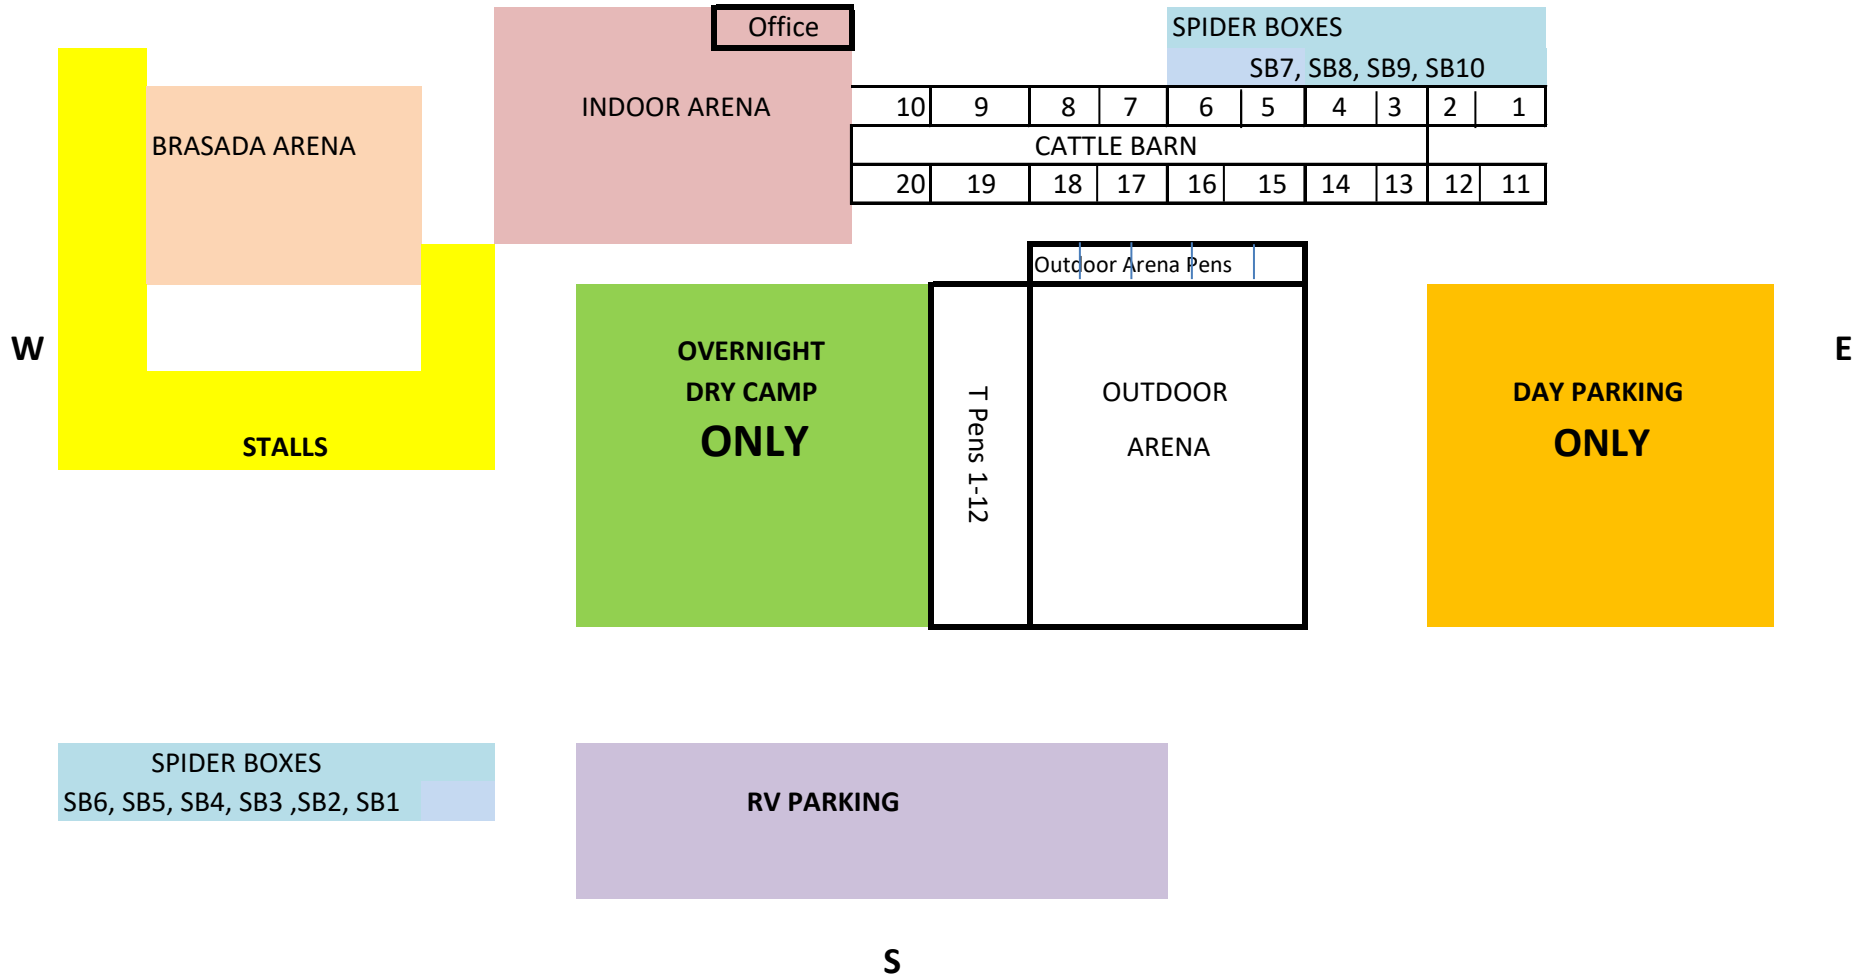 Office
SPIDER BOXES
SB7, SB8, SB9, SB10
INDOOR ARENA
10 9 8 7 6 5 4 3 2 1
BRASADA ARENA
CATTLE BARN
20 19 18 17 16 15 14 13 12 11
Outdoor Arena Pens
W
E
OVERNIGHT
DRY CAMP
ONLY
T Pens 1-12
OUTDOOR
ARENA
DAY PARKING
ONLY
STALLS
SPIDER BOXES
SB6, SB5, SB4, SB3 ,SB2, SB1
RV PARKING
S